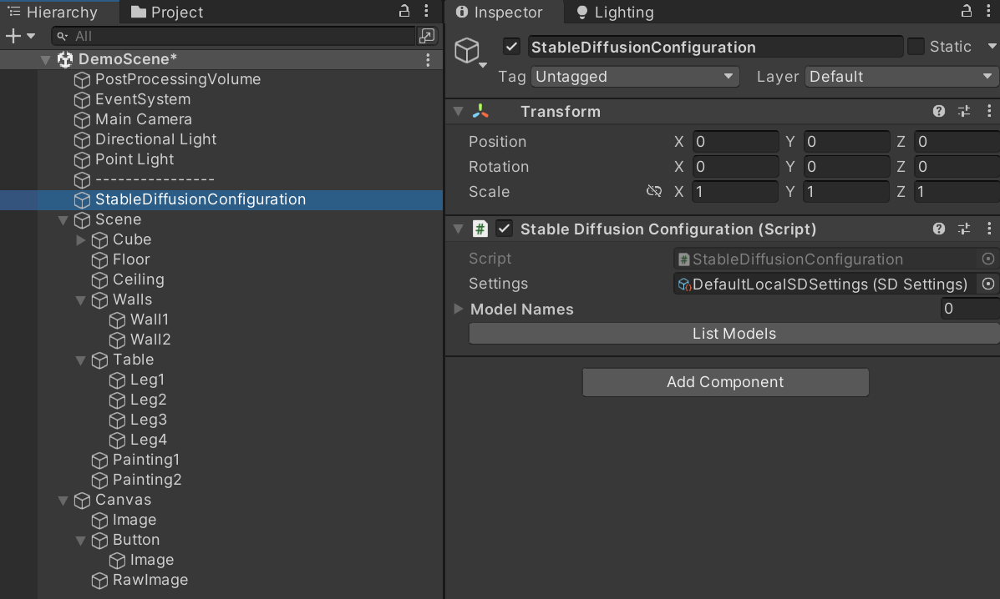 Hierarchy
Project
All
DemoScene*
PostProcessingVolume
EventSystem
Main Camera
Directional Light
Point Light
----------------
StableDiffusionConfiguration
Scene
Cube
Floor
Ceiling
Walls
Wall1
Wall2
Table
Leg1
Leg2
Leg3
Leg4
Painting1
Painting2
Canvas
Image
Button
Image
RawImage
Inspector
Lighting
StableDiffusionConfiguration Static
Tag Untagged Layer Default
Transform
Position X 0 Y 0 Z 0
Rotation X 0 Y 0 Z 0
Scale X 1 Y 1 Z 1
# Stable Diffusion Configuration (Script)
Script # StableDiffusionConfiguration
Settings DefaultLocalSDSettings (SD Settings)
Model Names 0
List Models
Add Component